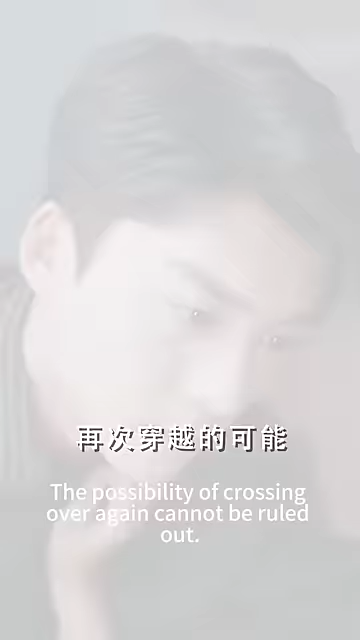 再次穿越的可能
The possibility of crossing
over again cannot be ruled
out.